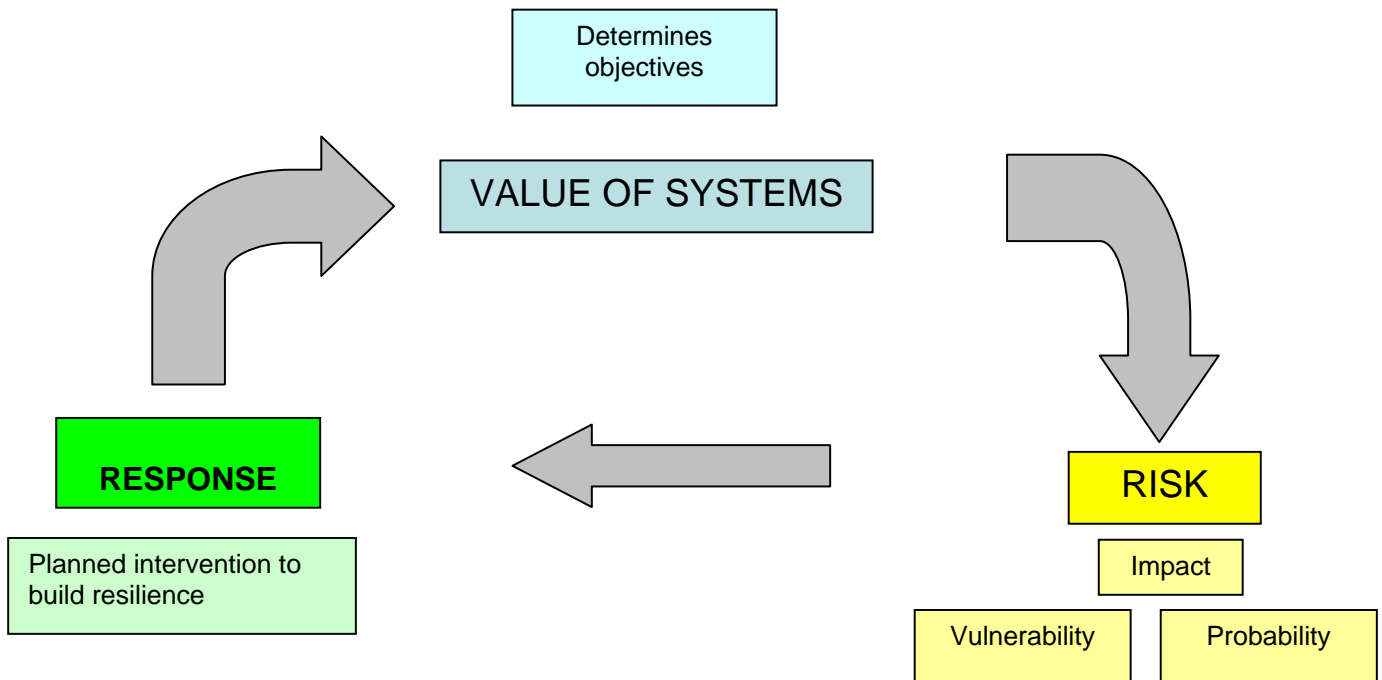 Determines
objectives
VALUE OF SYSTEMS
RESPONSE
Planned intervention to
build resilience
RISK
Impact
Vulnerability
Probability